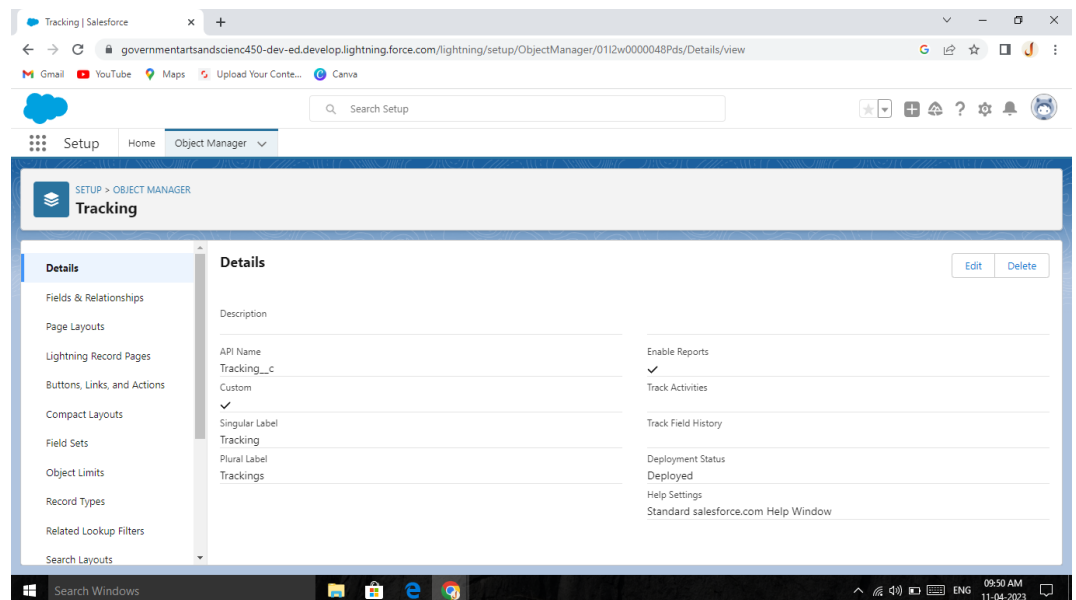 Tracking | Salesforce
governmentartsandscienc450-dev-ed.develop.lightning.force.com/lightning/setup/ObjectManager/01I2w0000048Pds/Details/view
Gmail YouTube Maps Upload Your Conte... Canva
Search Setup
Setup Home Object Manager
SETUP > OBJECT MANAGER
Tracking
Details
Fields & Relationships
Page Layouts
Lightning Record Pages
Buttons, Links, and Actions
Compact Layouts
Field Sets
Object Limits
Record Types
Related Lookup Filters
Search Layouts
Details
Edit Delete
Description
API Name
Tracking__c
Custom
Singular Label
Tracking
Plural Label
Trackings
Enable Reports
Track Activities
Track Field History
Deployment Status
Deployed
Help Settings
Standard salesforce.com Help Window
Search Windows
ENG
09:50 AM
11-04-2023